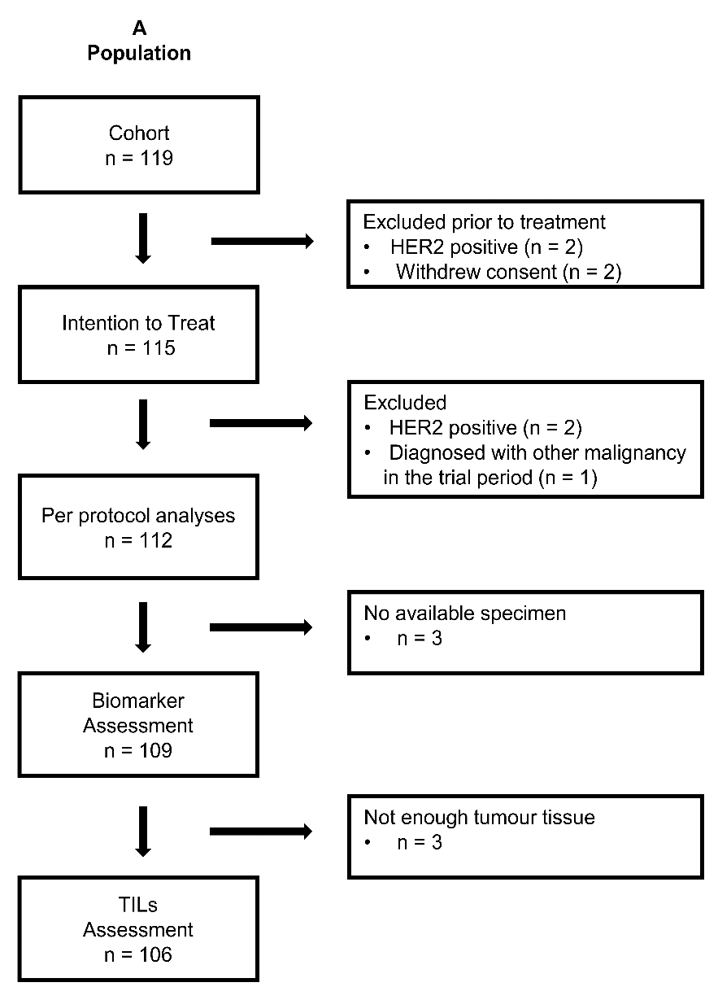 A
Population
Cohort
n = 119
Excluded prior to treatment
• HER2 positive (n = 2)
• Withdrew consent (n = 2)
Intention to Treat
n = 115
Excluded
• HER2 positive (n = 2)
• Diagnosed with other malignancy
in the trial period (n = 1)
Per protocol analyses
n = 112
No available specimen
• n = 3
Biomarker
Assessment
n = 109
Not enough tumour tissue
• n = 3
TILs
Assessment
n = 106